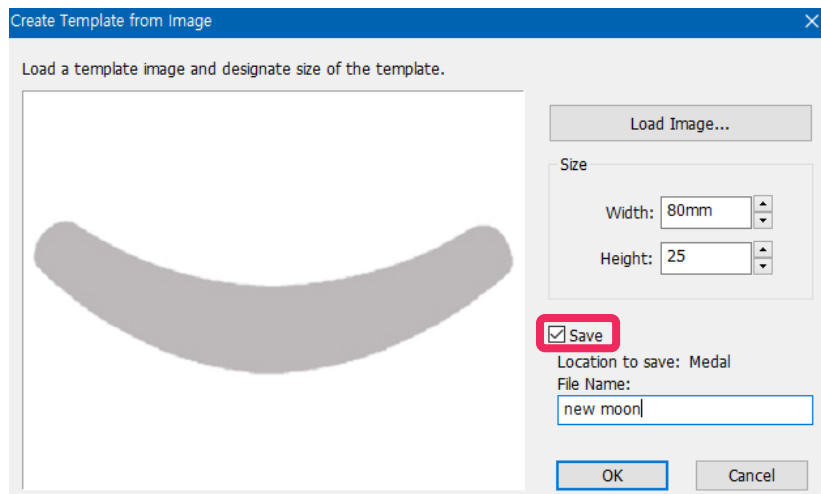 Create Template from Image
Load a template image and designate size of the template.
Load Image...
Size
Width: 80mm
Height: 25
Save
Location to save: Medal
File Name:
new moon
OK Cancel